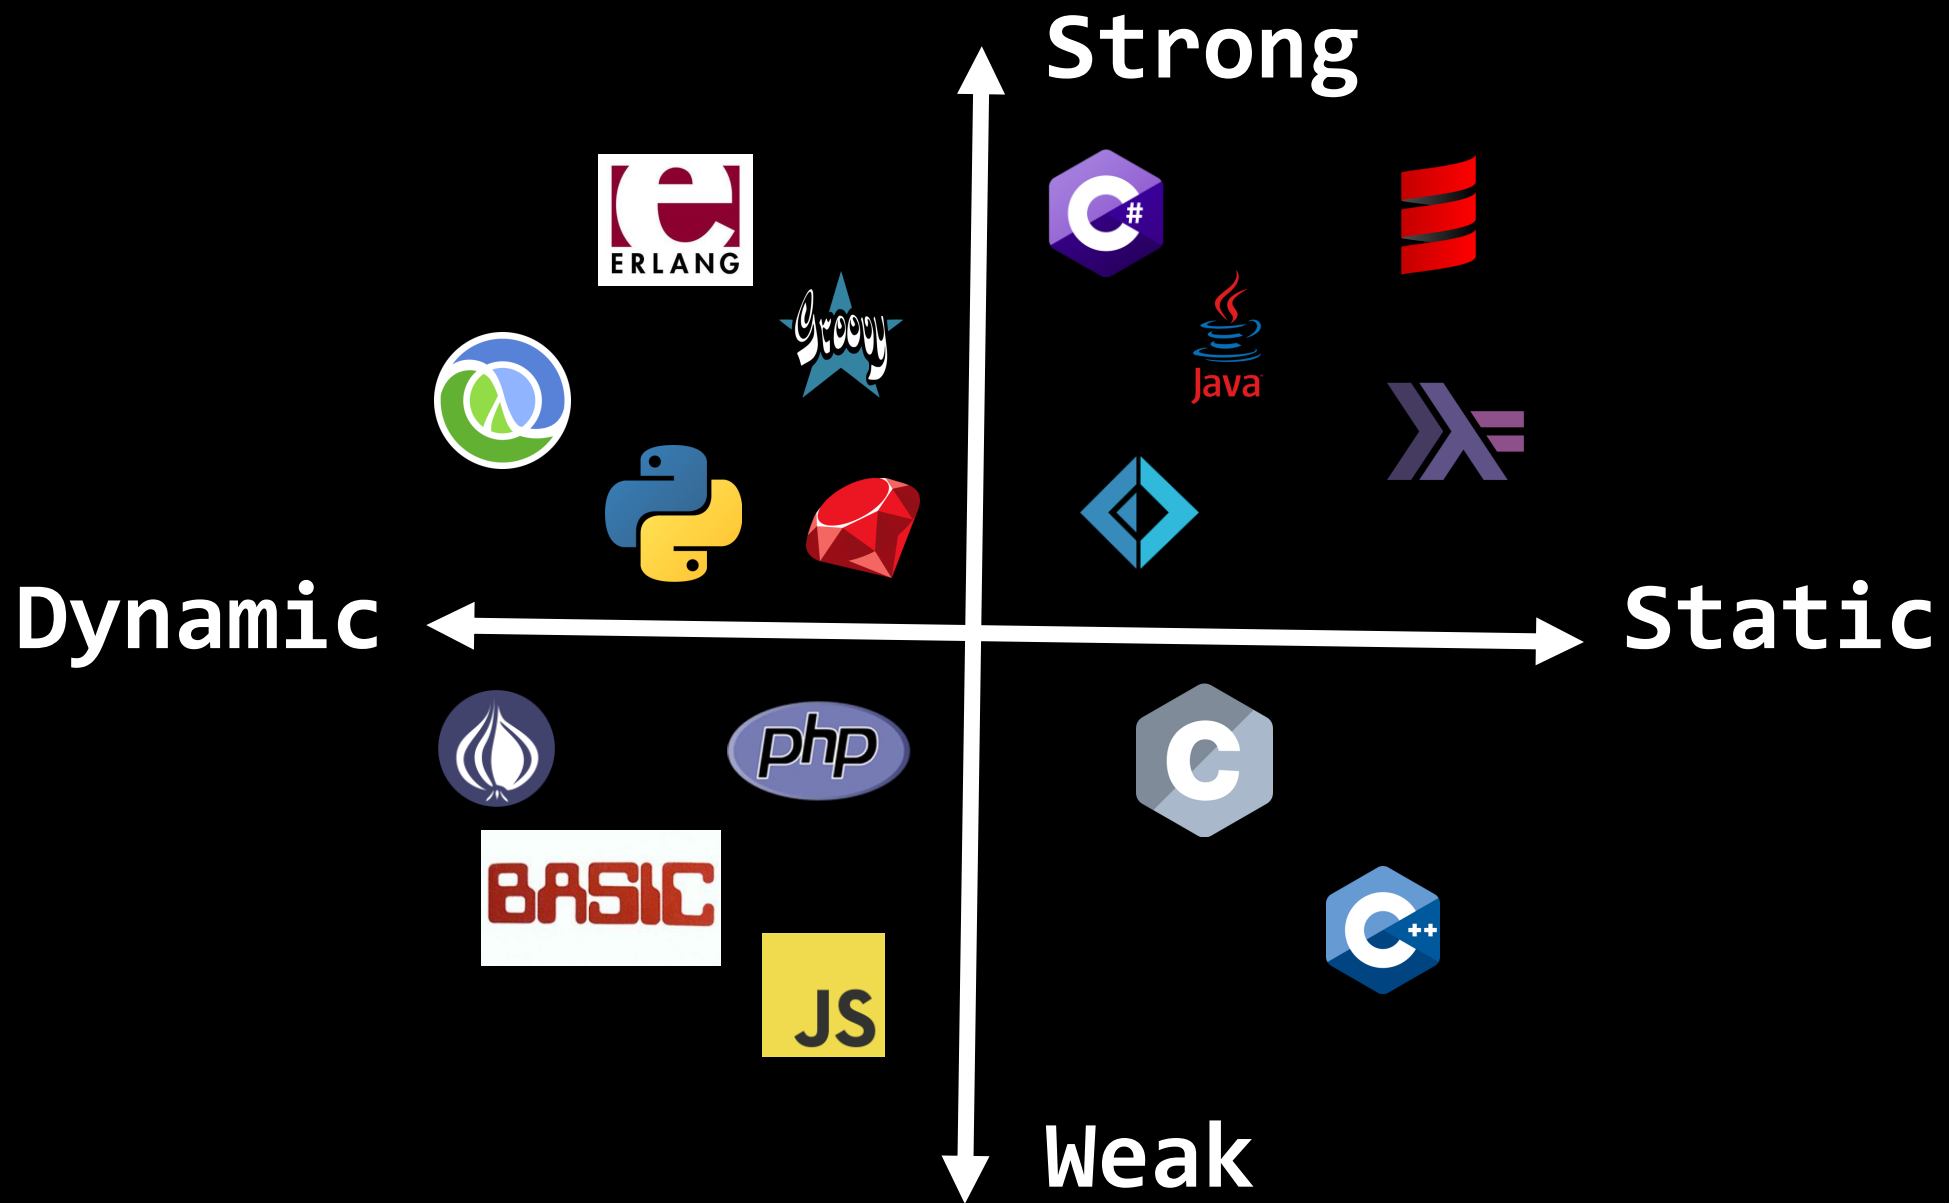 Strong
C#
ERLANG
Groovy
Java
Dynamic
Static
php
C
BASIC
C++
JS
Weak